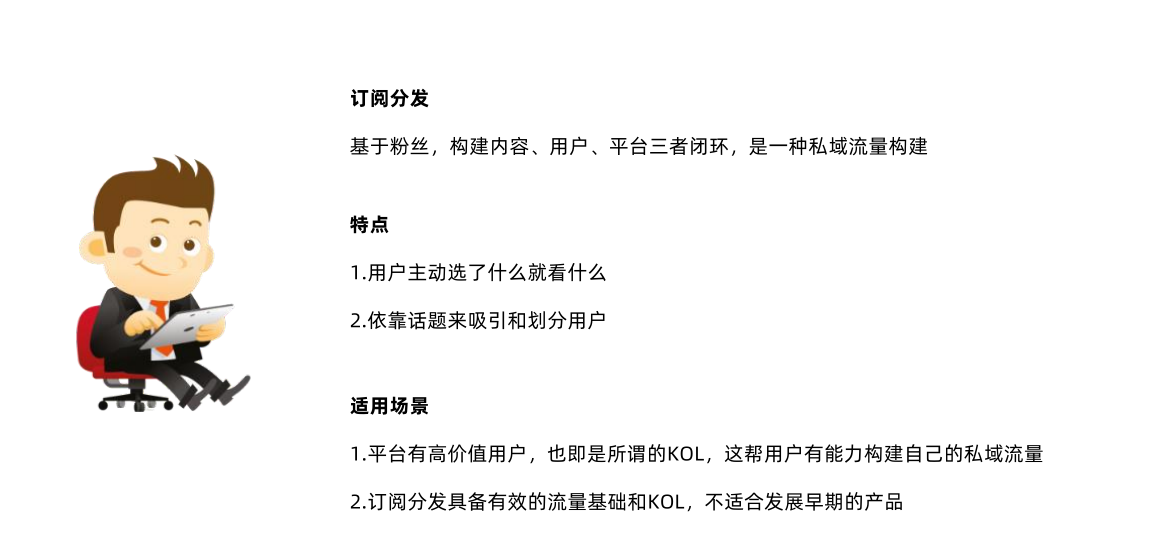 订阅分发
基于粉丝，构建内容、用户、平台三者闭环，是一种私域流量构建
特点
1.用户主动选了什么就看什么
2.依靠话题来吸引和划分用户
适用场景
1.平台有高价值用户，也即是所谓的KOL，这帮用户有能力构建自己的私域流量
2.订阅分发具备有效的流量基础和KOL，不适合发展早期的产品